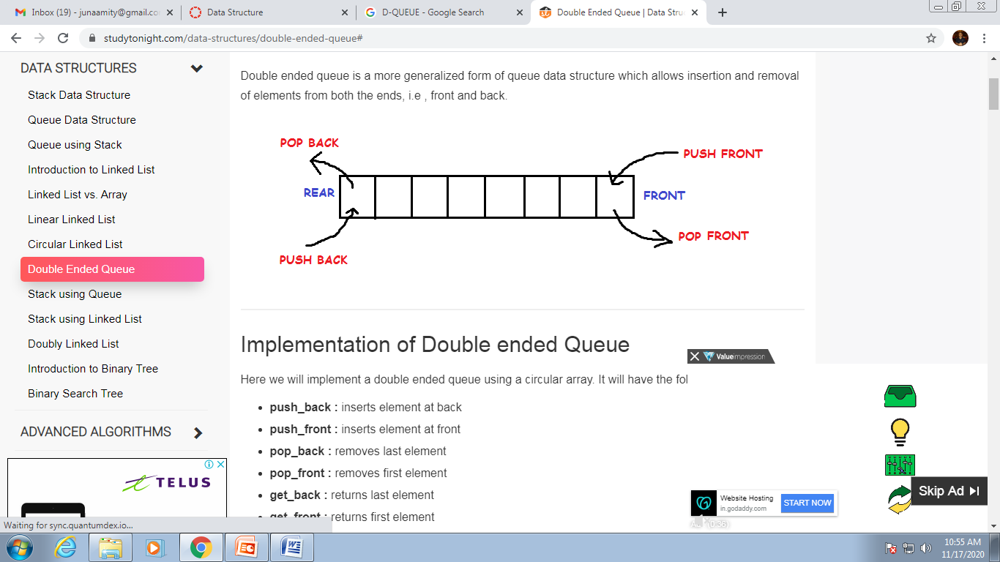 Inbox (19) - junaamity@gmail.co
Data Structure
D-QUEUE - Google Search
Double Ended Queue | Data Stru
studytonight.com/data-structures/double-ended-queue#
DATA STRUCTURES
Stack Data Structure
Queue Data Structure
Queue using Stack
Introduction to Linked List
Linked List vs. Array
Linear Linked List
Circular Linked List
Double Ended Queue
Stack using Queue
Stack using Linked List
Doubly Linked List
Introduction to Binary Tree
Binary Search Tree
ADVANCED ALGORITHMS
TELUS
Double ended queue is a more generalized form of queue data structure which allows insertion and removal
of elements from both the ends, i.e , front and back.
POP BACK
PUSH FRONT
REAR
FRONT
POP FRONT
PUSH BACK
Implementation of Double ended Queue
Here we will implement a double ended queue using a circular array. It will have the fol
• push_back : inserts element at back
• push_front : inserts element at front
• pop_back : removes last element
• pop_front : removes first element
• get_back : returns last element
• get_front : returns first element
Valueimpression
Skip Ad
Website Hosting
in.godaddy.com
START NOW
(0:36)
Waiting for sync.quantumdex.io...
10:55 AM
11/17/2020